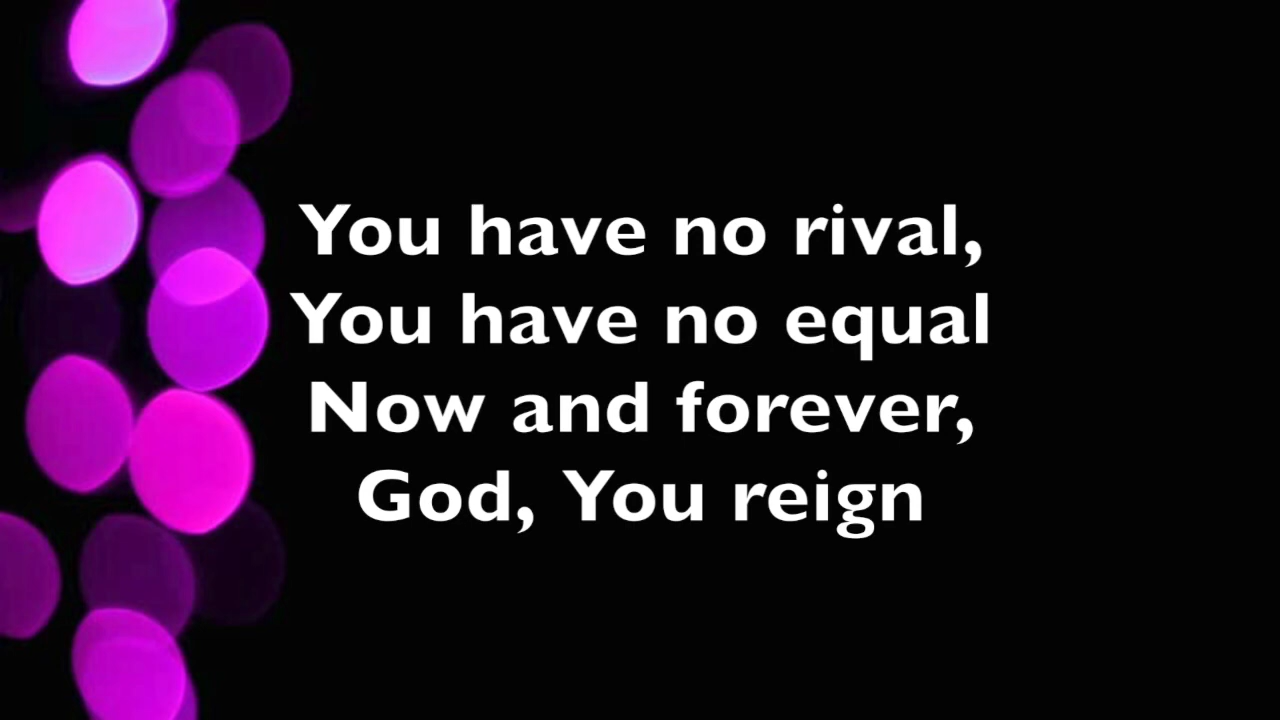 You have no rival,
You have no equal
Now and forever,
God, You reign